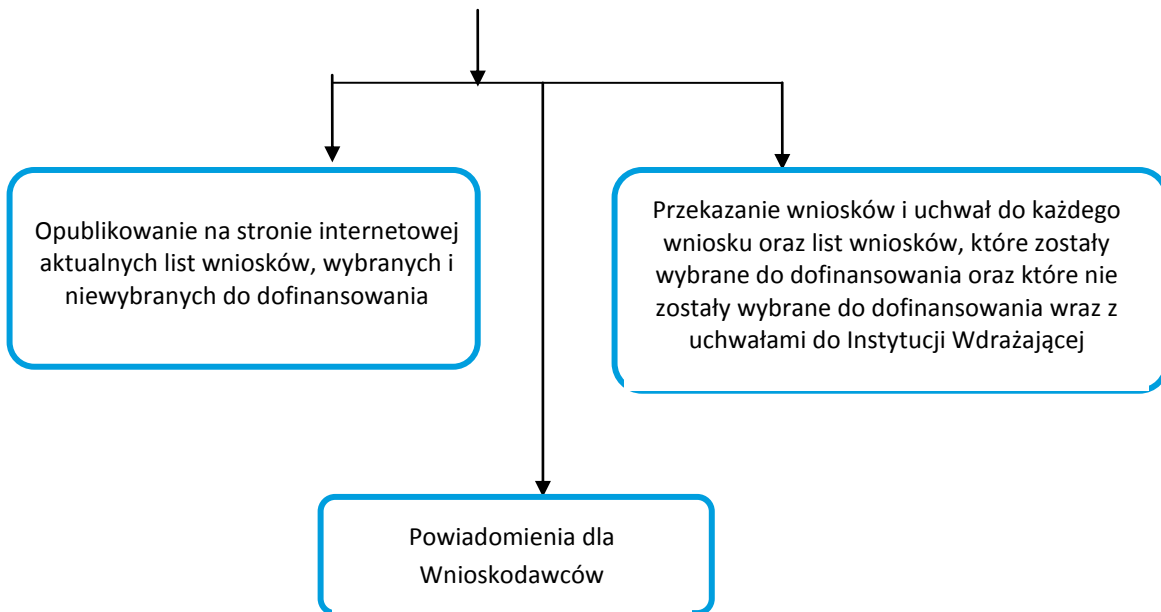 Opublikowanie na stronie internetowej
aktualnych list wniosków, wybranych i
niewybranych do dofinansowania
Przekazanie wniosków i uchwał do każdego
wniosku oraz list wniosków, które zostały
wybrane do dofinansowania oraz które nie
zostały wybrane do dofinansowania wraz z
uchwałami do Instytucji Wdrażającej
Powiadomienia dla
Wnioskodawców